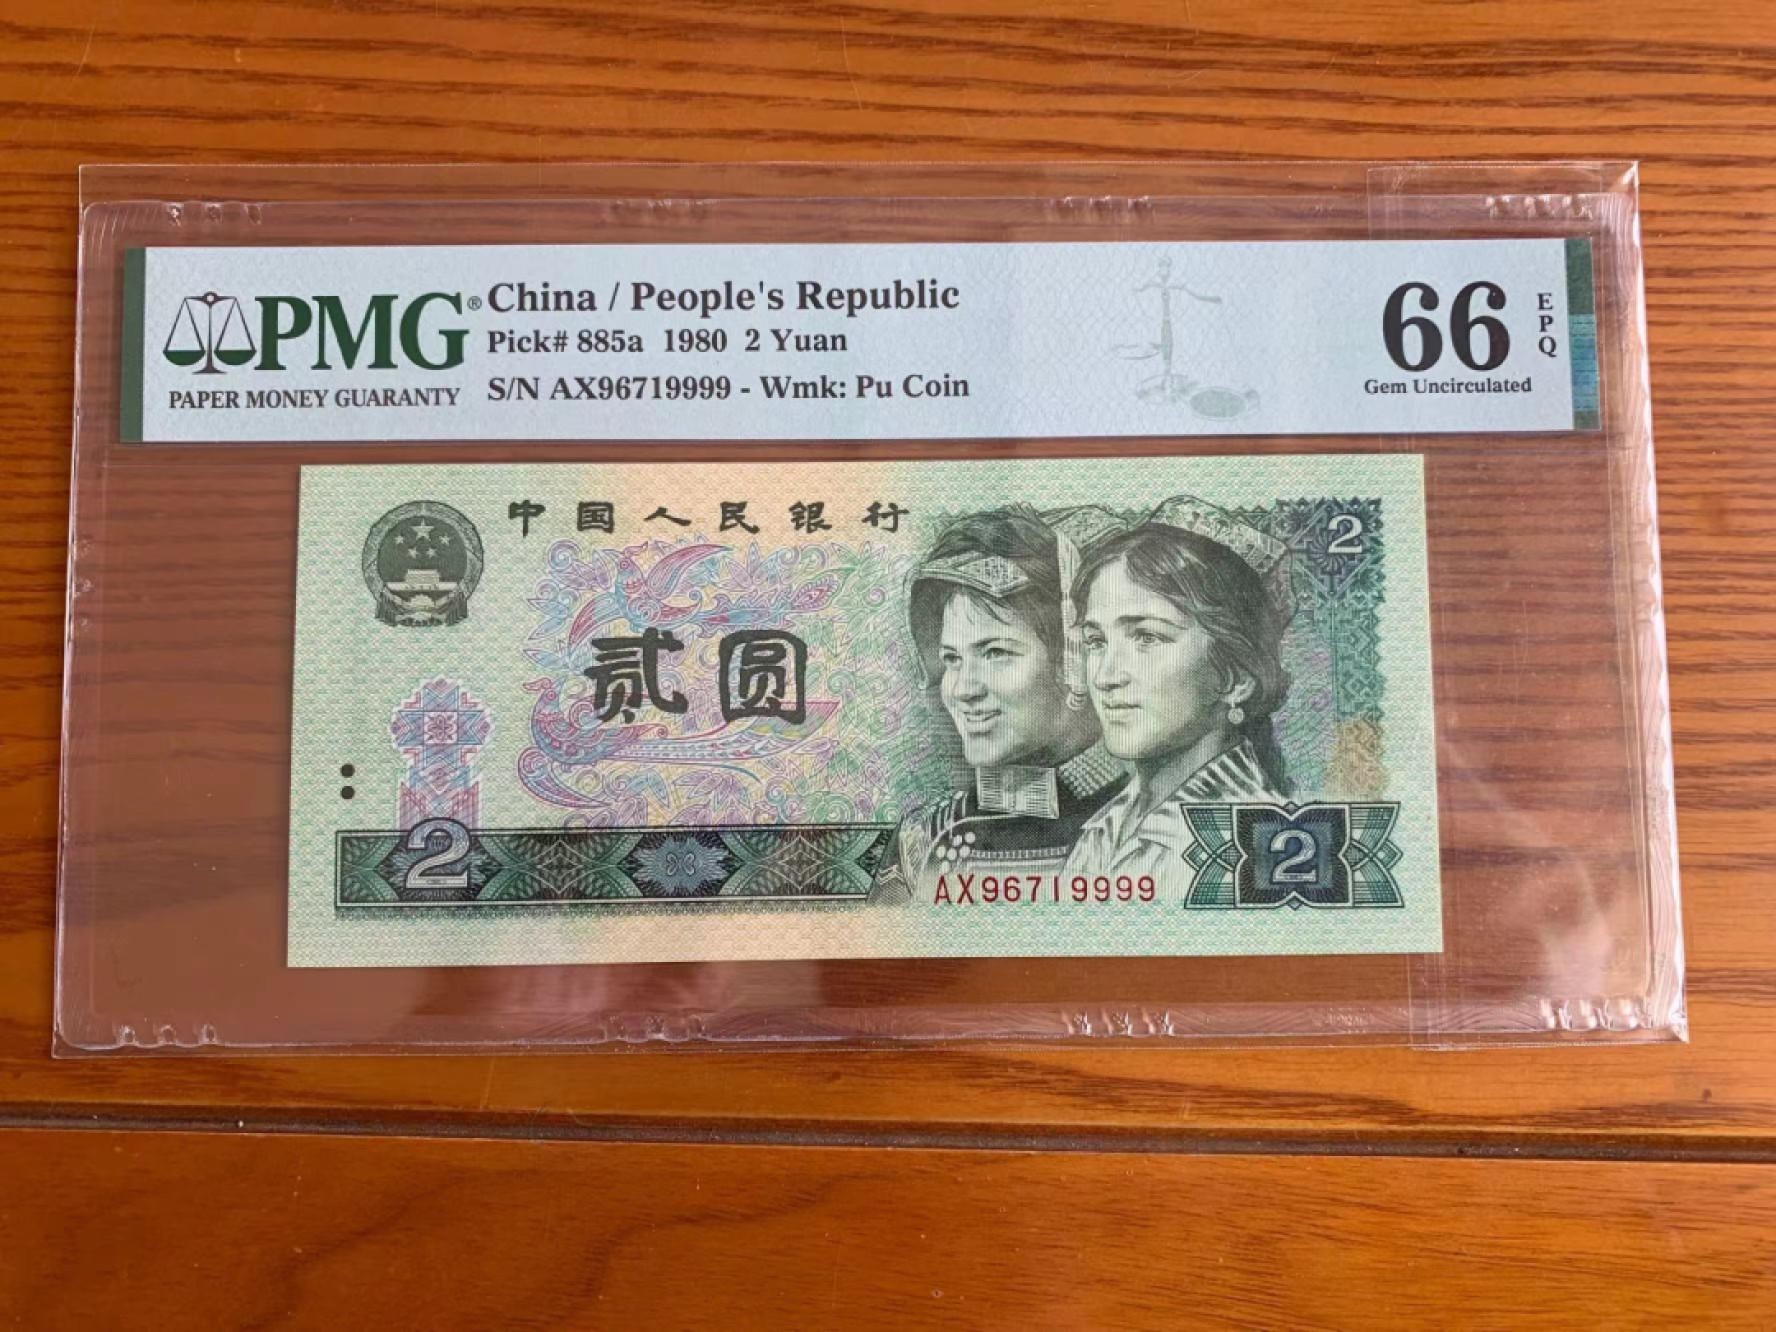 PMG® China / People's Republic
Pick# 885a 1980 2 Yuan
PAPER MONEY GUARANTY
S/N AX96719999 - Wmk: Pu Coin
66 EPQ
Gem Uncirculated
中国人民银行
2
贰圆
2
2
AX96719999